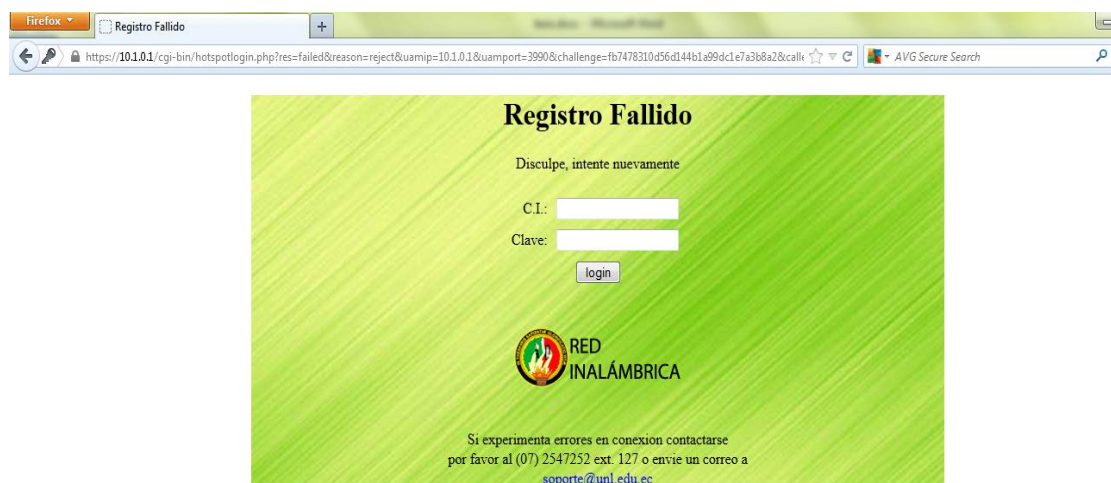 Firefox
Registro Fallido
+
https://10.1.0.1/cgi-bin/hotspotlogin.php?res=failed&reason=reject&uamip=10.1.0.1&uamport=3990&challenge=fb7478310d56d144b1a99dc1e7a3b8a2&calle
AVG Secure Search
Registro Fallido
Disculpe, intente nuevamente
C.I.:
Clave:
login
RED
INALÁMBRICA
Si experimenta errores en conexion contactarse
por favor al (07) 2547252 ext. 127 o envie un correo a
soporte@unl.edu.ec